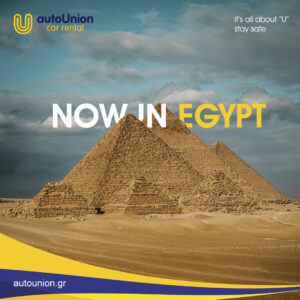 autoUnion
car rental
it's all about "U"
stay safe
NOW IN EGYPT
autounion.gr